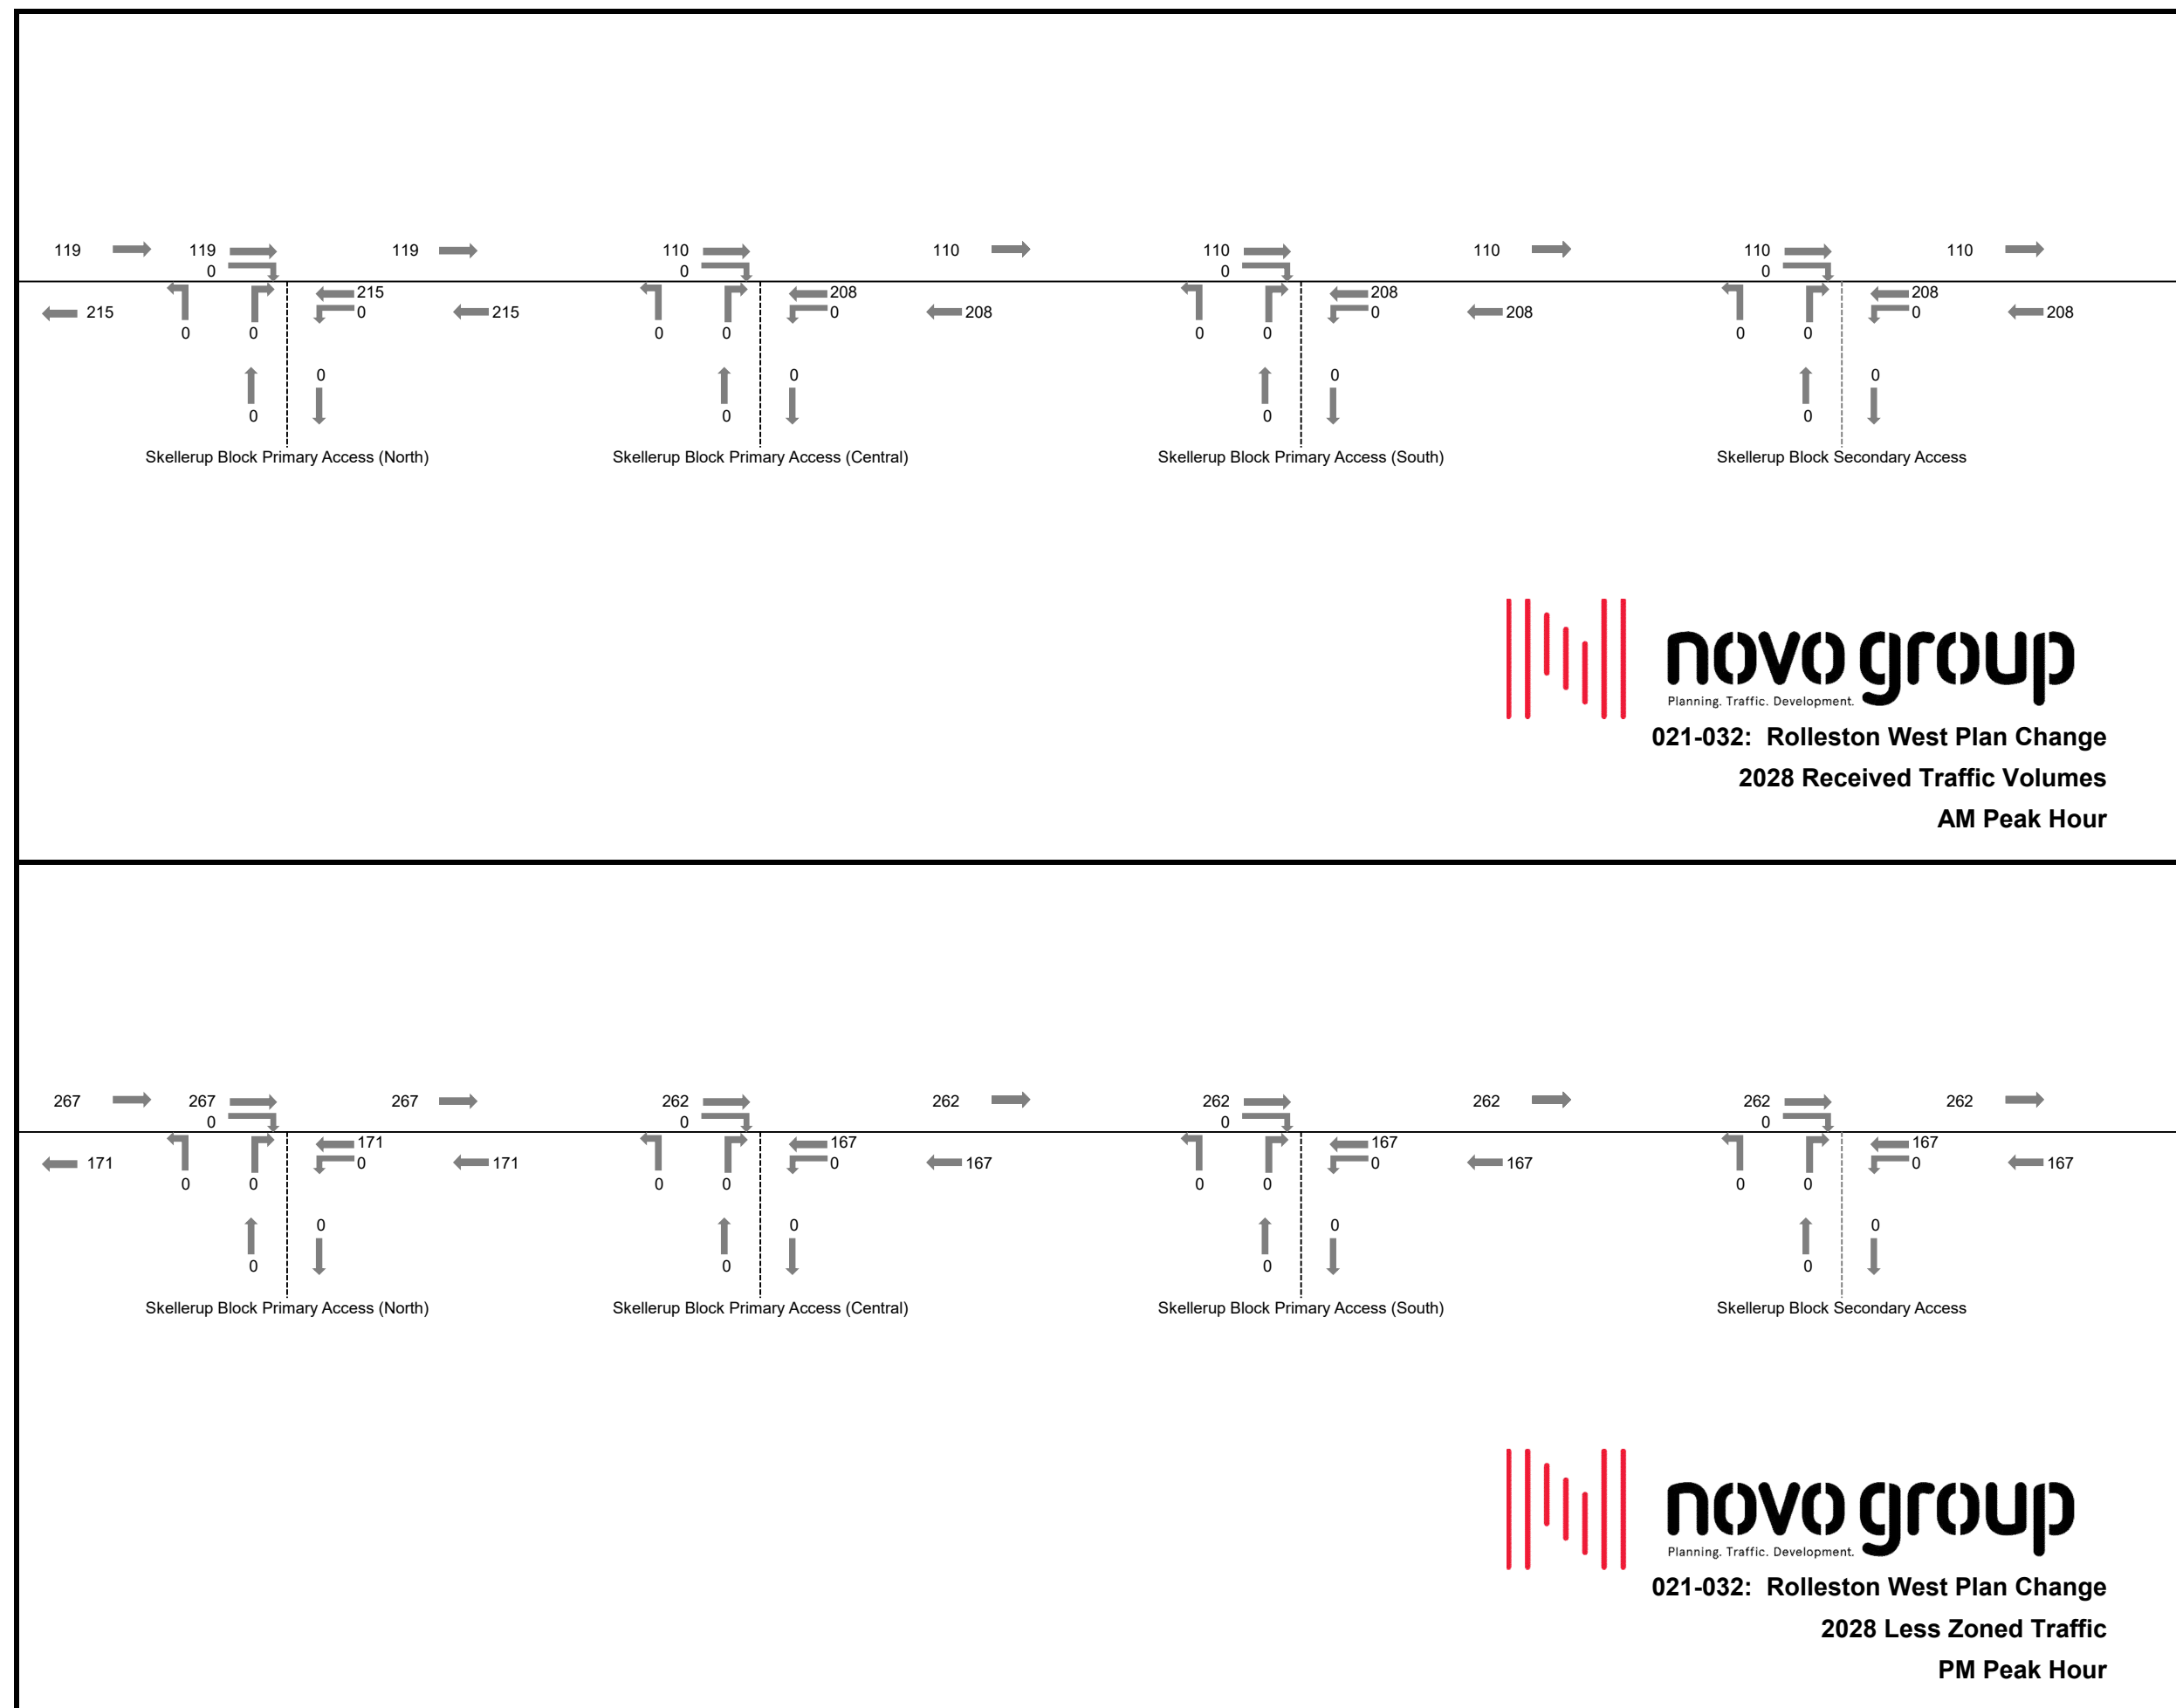 119 119 119 110 110 110 110 110 110
0 0 0 0
215 0 215 0 215 208 0 208 208 0 208 208 0 208
0 0 0 0 0 0 0 0
0 0 0 0
0 0 0 0
Skellerup Block Primary Access (North) Skellerup Block Primary Access (Central) Skellerup Block Primary Access (South) Skellerup Block Secondary Access
novo group
Planning. Traffic. Development.
021-032: Rolleston West Plan Change
2028 Received Traffic Volumes
AM Peak Hour
267 267 267 262 262 262 262 262 262
0 0 0 0
171 171 0 171 167 0 167 167 0 167 167 0 167
0 0 0 0 0 0 0 0
0 0 0 0
0 0 0 0
Skellerup Block Primary Access (North) Skellerup Block Primary Access (Central) Skellerup Block Primary Access (South) Skellerup Block Secondary Access
novo group
Planning. Traffic. Development.
021-032: Rolleston West Plan Change
2028 Less Zoned Traffic
PM Peak Hour